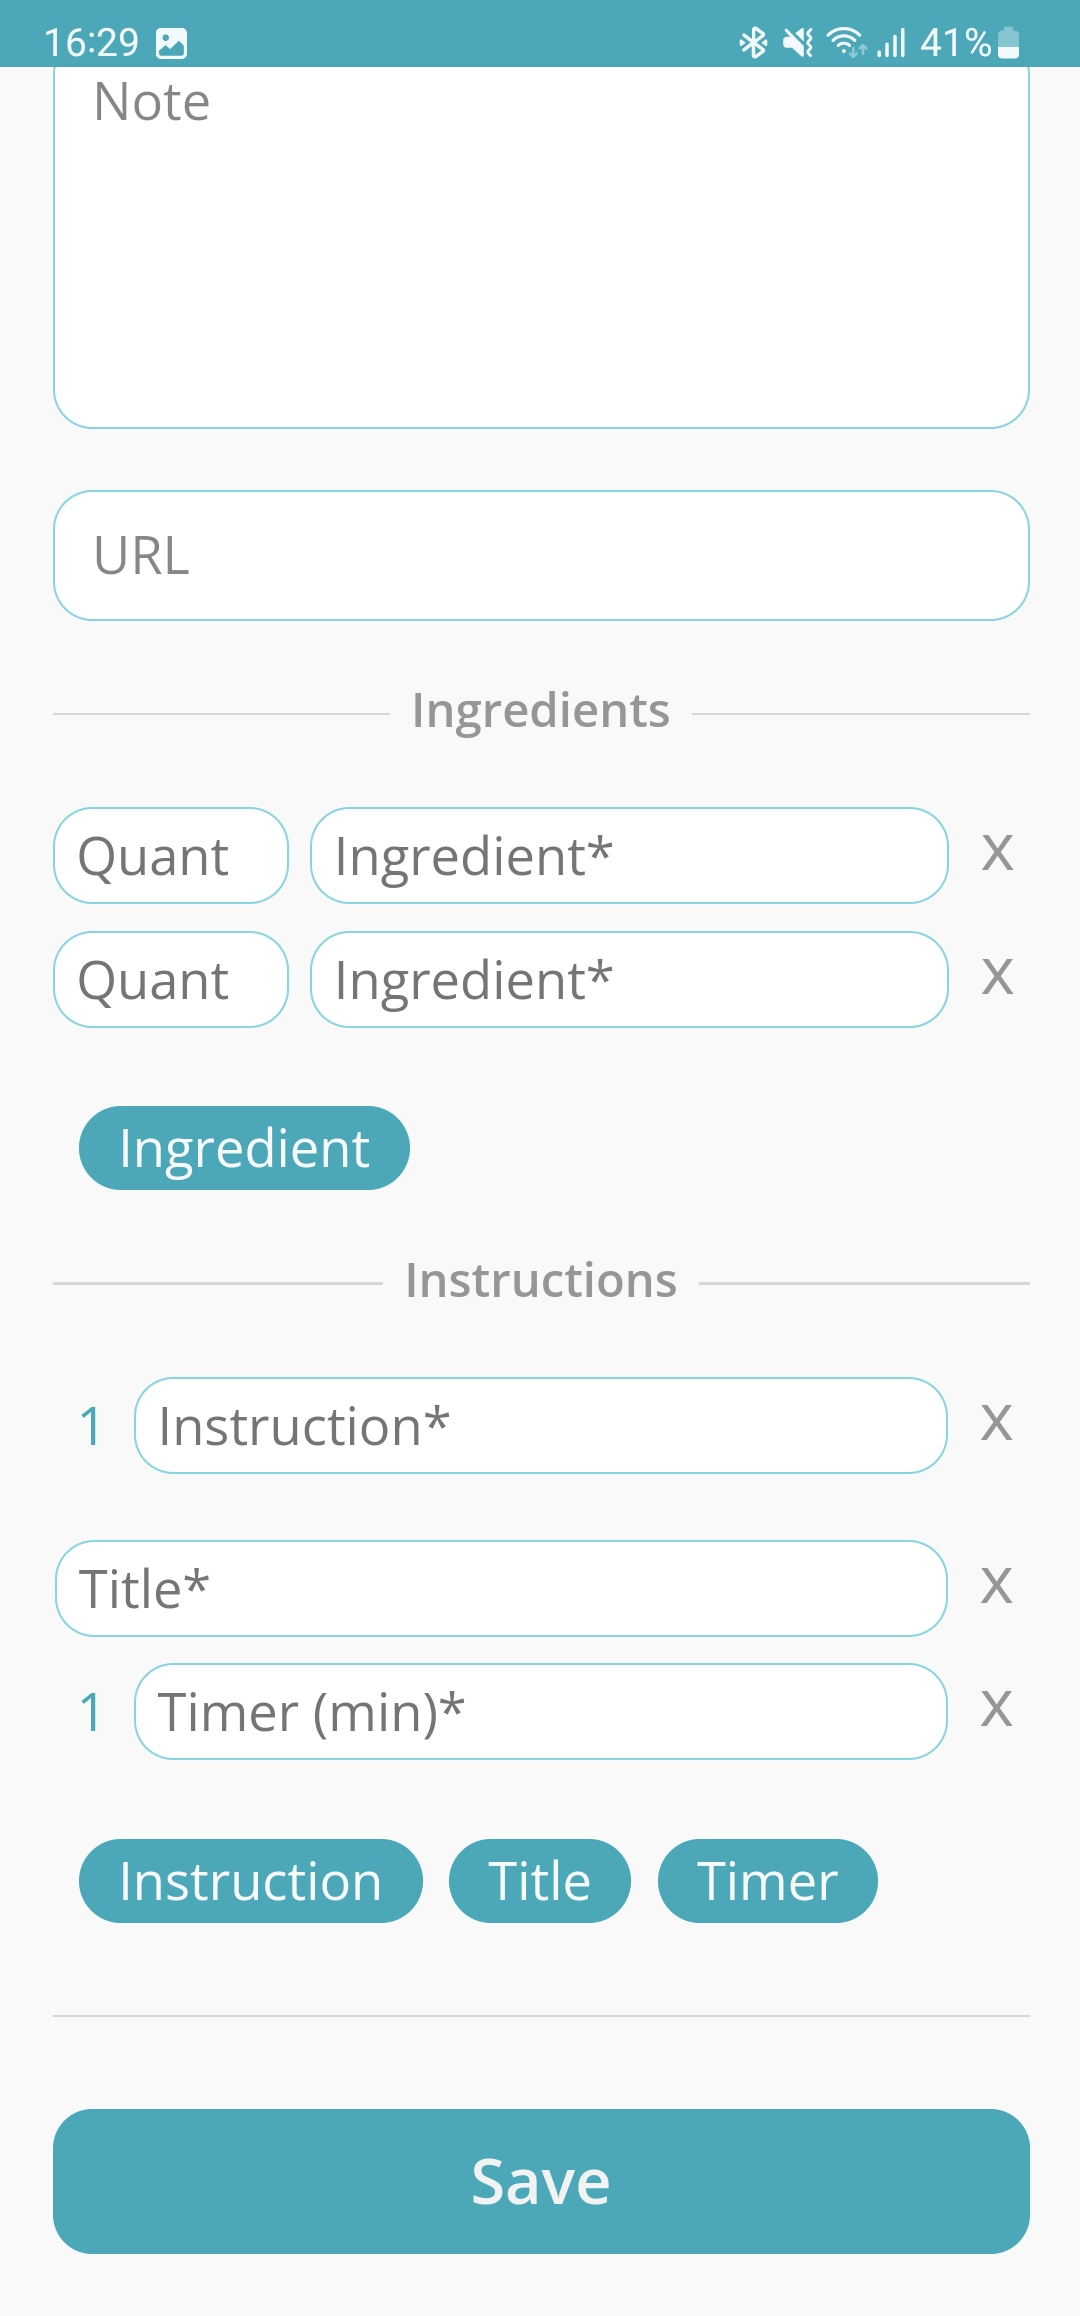 16:29 41%
Note
URL
Ingredients
Quant Ingredient* X
Quant Ingredient* X
Ingredient
Instructions
1 Instruction* X
Title* X
1 Timer (min)* X
Instruction Title Timer
Save